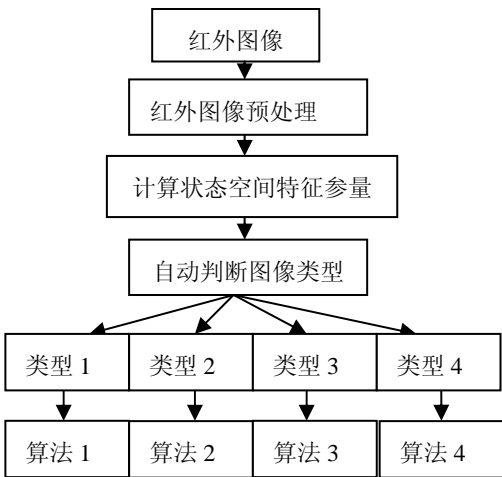 红外图像
红外图像预处理
计算状态空间特征参量
自动判断图像类型
类型 1 类型 2 类型 3 类型 4
算法 1 算法 2 算法 3 算法 4